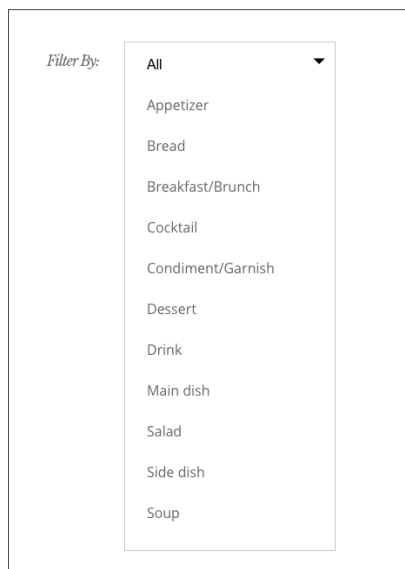 Filter By:
All
Appetizer
Bread
Breakfast/Brunch
Cocktail
Condiment/Garnish
Dessert
Drink
Main dish
Salad
Side dish
Soup